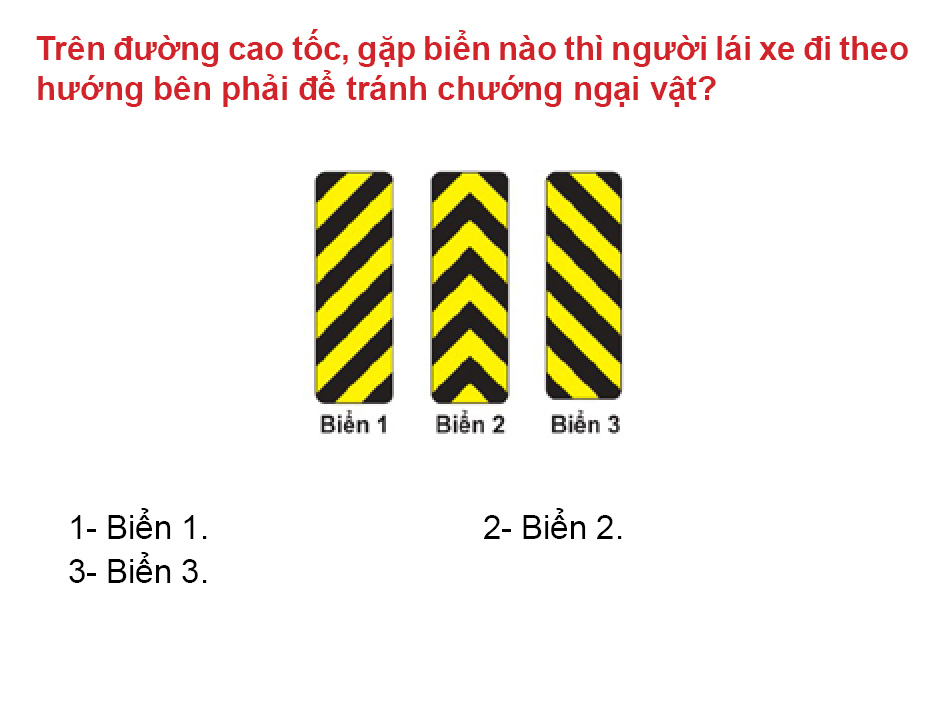 Trên đường cao tốc, gặp biển nào thì người lái xe đi theo
hướng bên phải để tránh chướng ngại vật?
Biển 1 Biển 2 Biển 3
1- Biển 1. 2- Biển 2.
3- Biển 3.